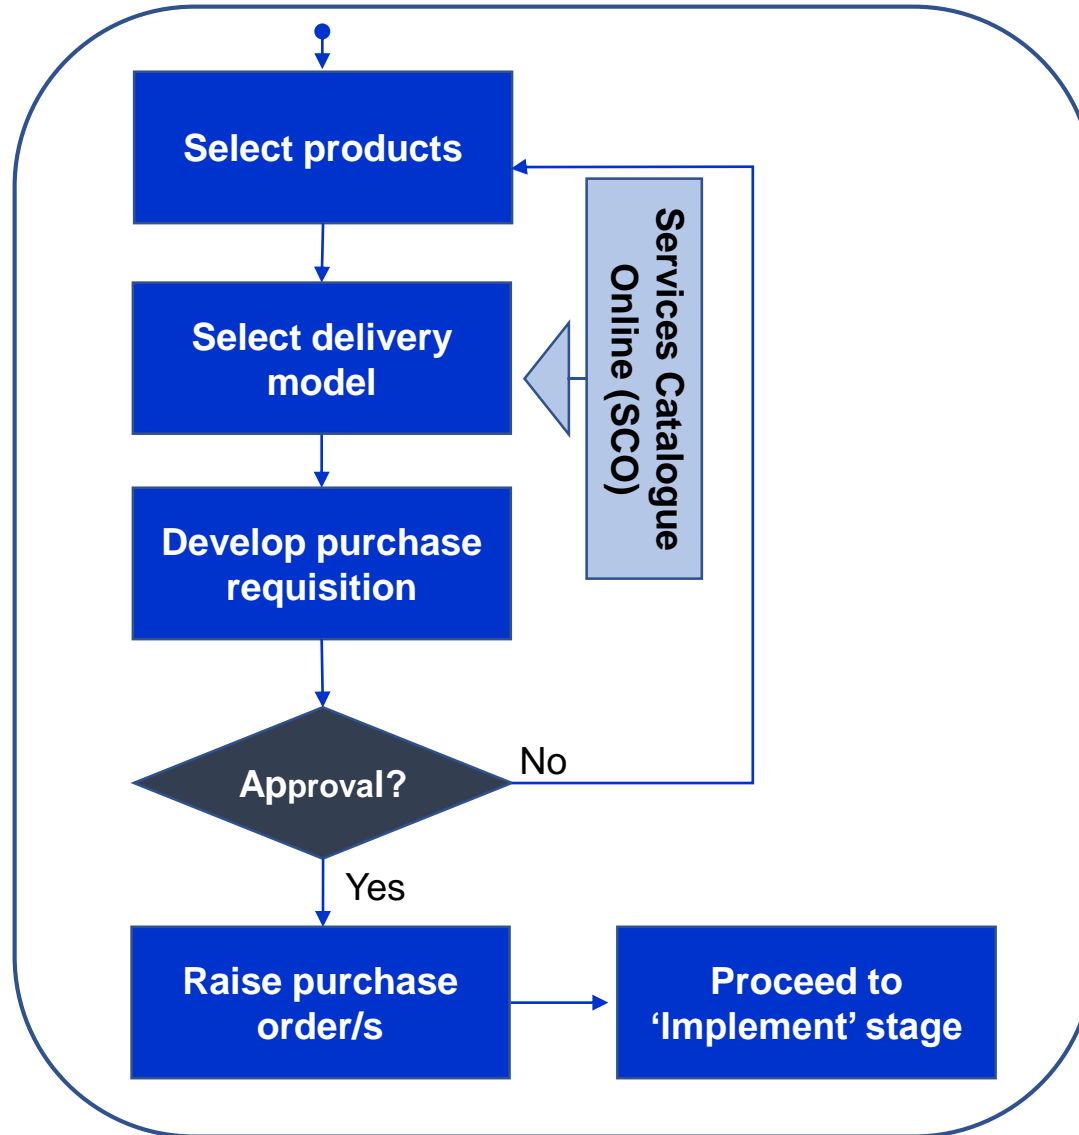 Select products
Services Catalogue
Online (SCO)
Select delivery
model
Develop purchase
requisition
Approval?
No
Yes
Raise purchase
order/s
Proceed to
‘Implement’ stage